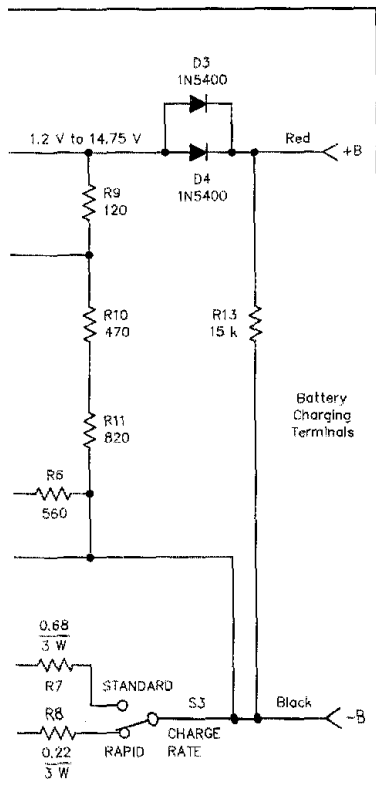 D3
1N5400
1.2 V to 14.75 V
Red
+B
D4
1N5400
R9
120
R10
470
R13
15 k
Battery
Charging
Terminals
R11
820
R6
560
0.68
3 W
R7
STANDARD
S3
Black
-B
R8
CHARGE
RATE
RAPID
0.22
3 W